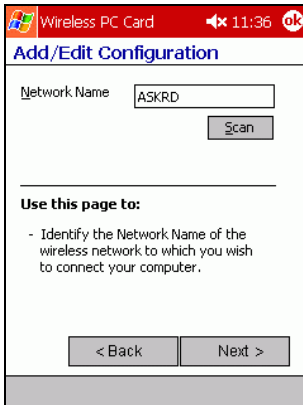 Wireless PC Card 11:36 ok
Add/Edit Configuration
Network Name ASKRD
Scan
Use this page to:
- Identify the Network Name of the
wireless network to which you wish
to connect your computer.
< Back Next >